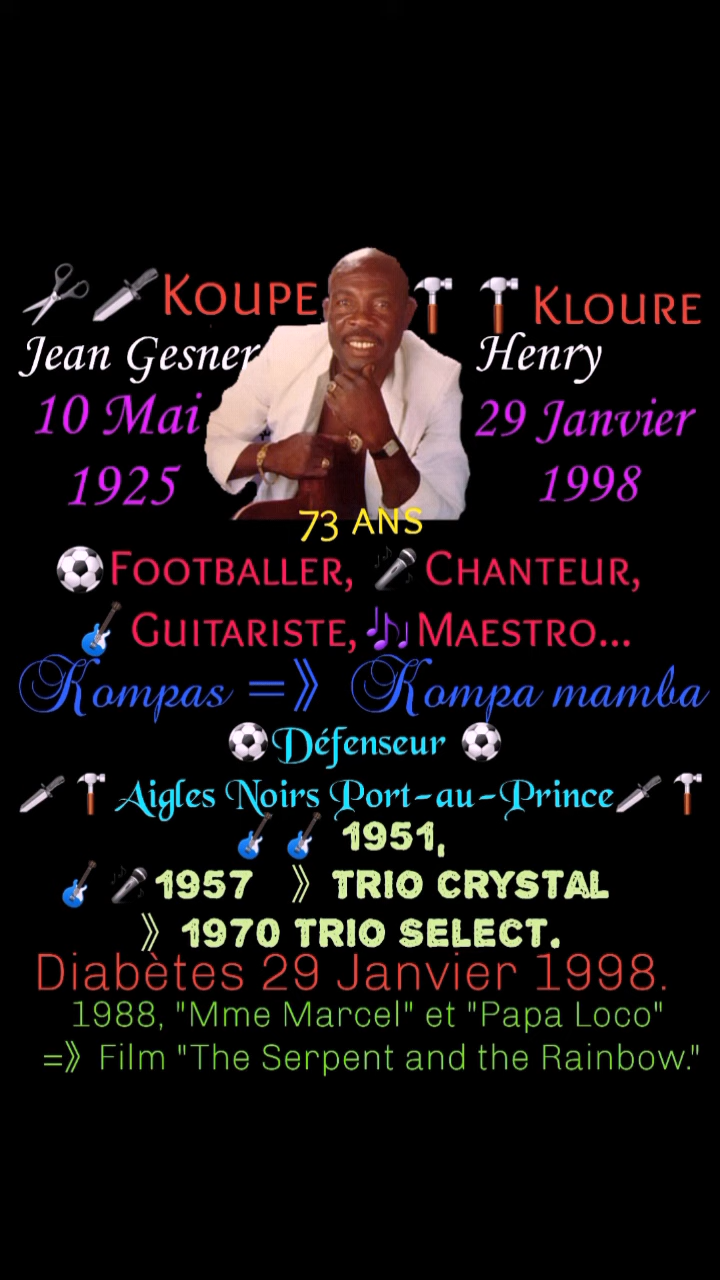 Koupe Kloure
Jean Gesner Henry
10 Mai 29 Janvier
1925 1998
73 ans
Footballer, Chanteur,
Guitariste, Maestro...
Kompas =》 Kompa mamba
Défenseur
Aigles Noirs Port-au-Prince
1951,
1957 》 TRIO CRYSTAL
》1970 TRIO SELECT.
Diabètes 29 Janvier 1998.
1988, "Mme Marcel" et "Papa Loco"
=》 Film "The Serpent and the Rainbow."